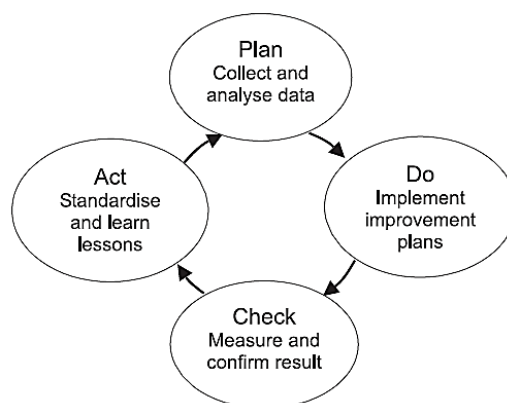 Plan
Collect and
analyse data
Do
Implement
improvement
plans
Check
Measure and
confirm result
Act
Standardise
and learn
lessons